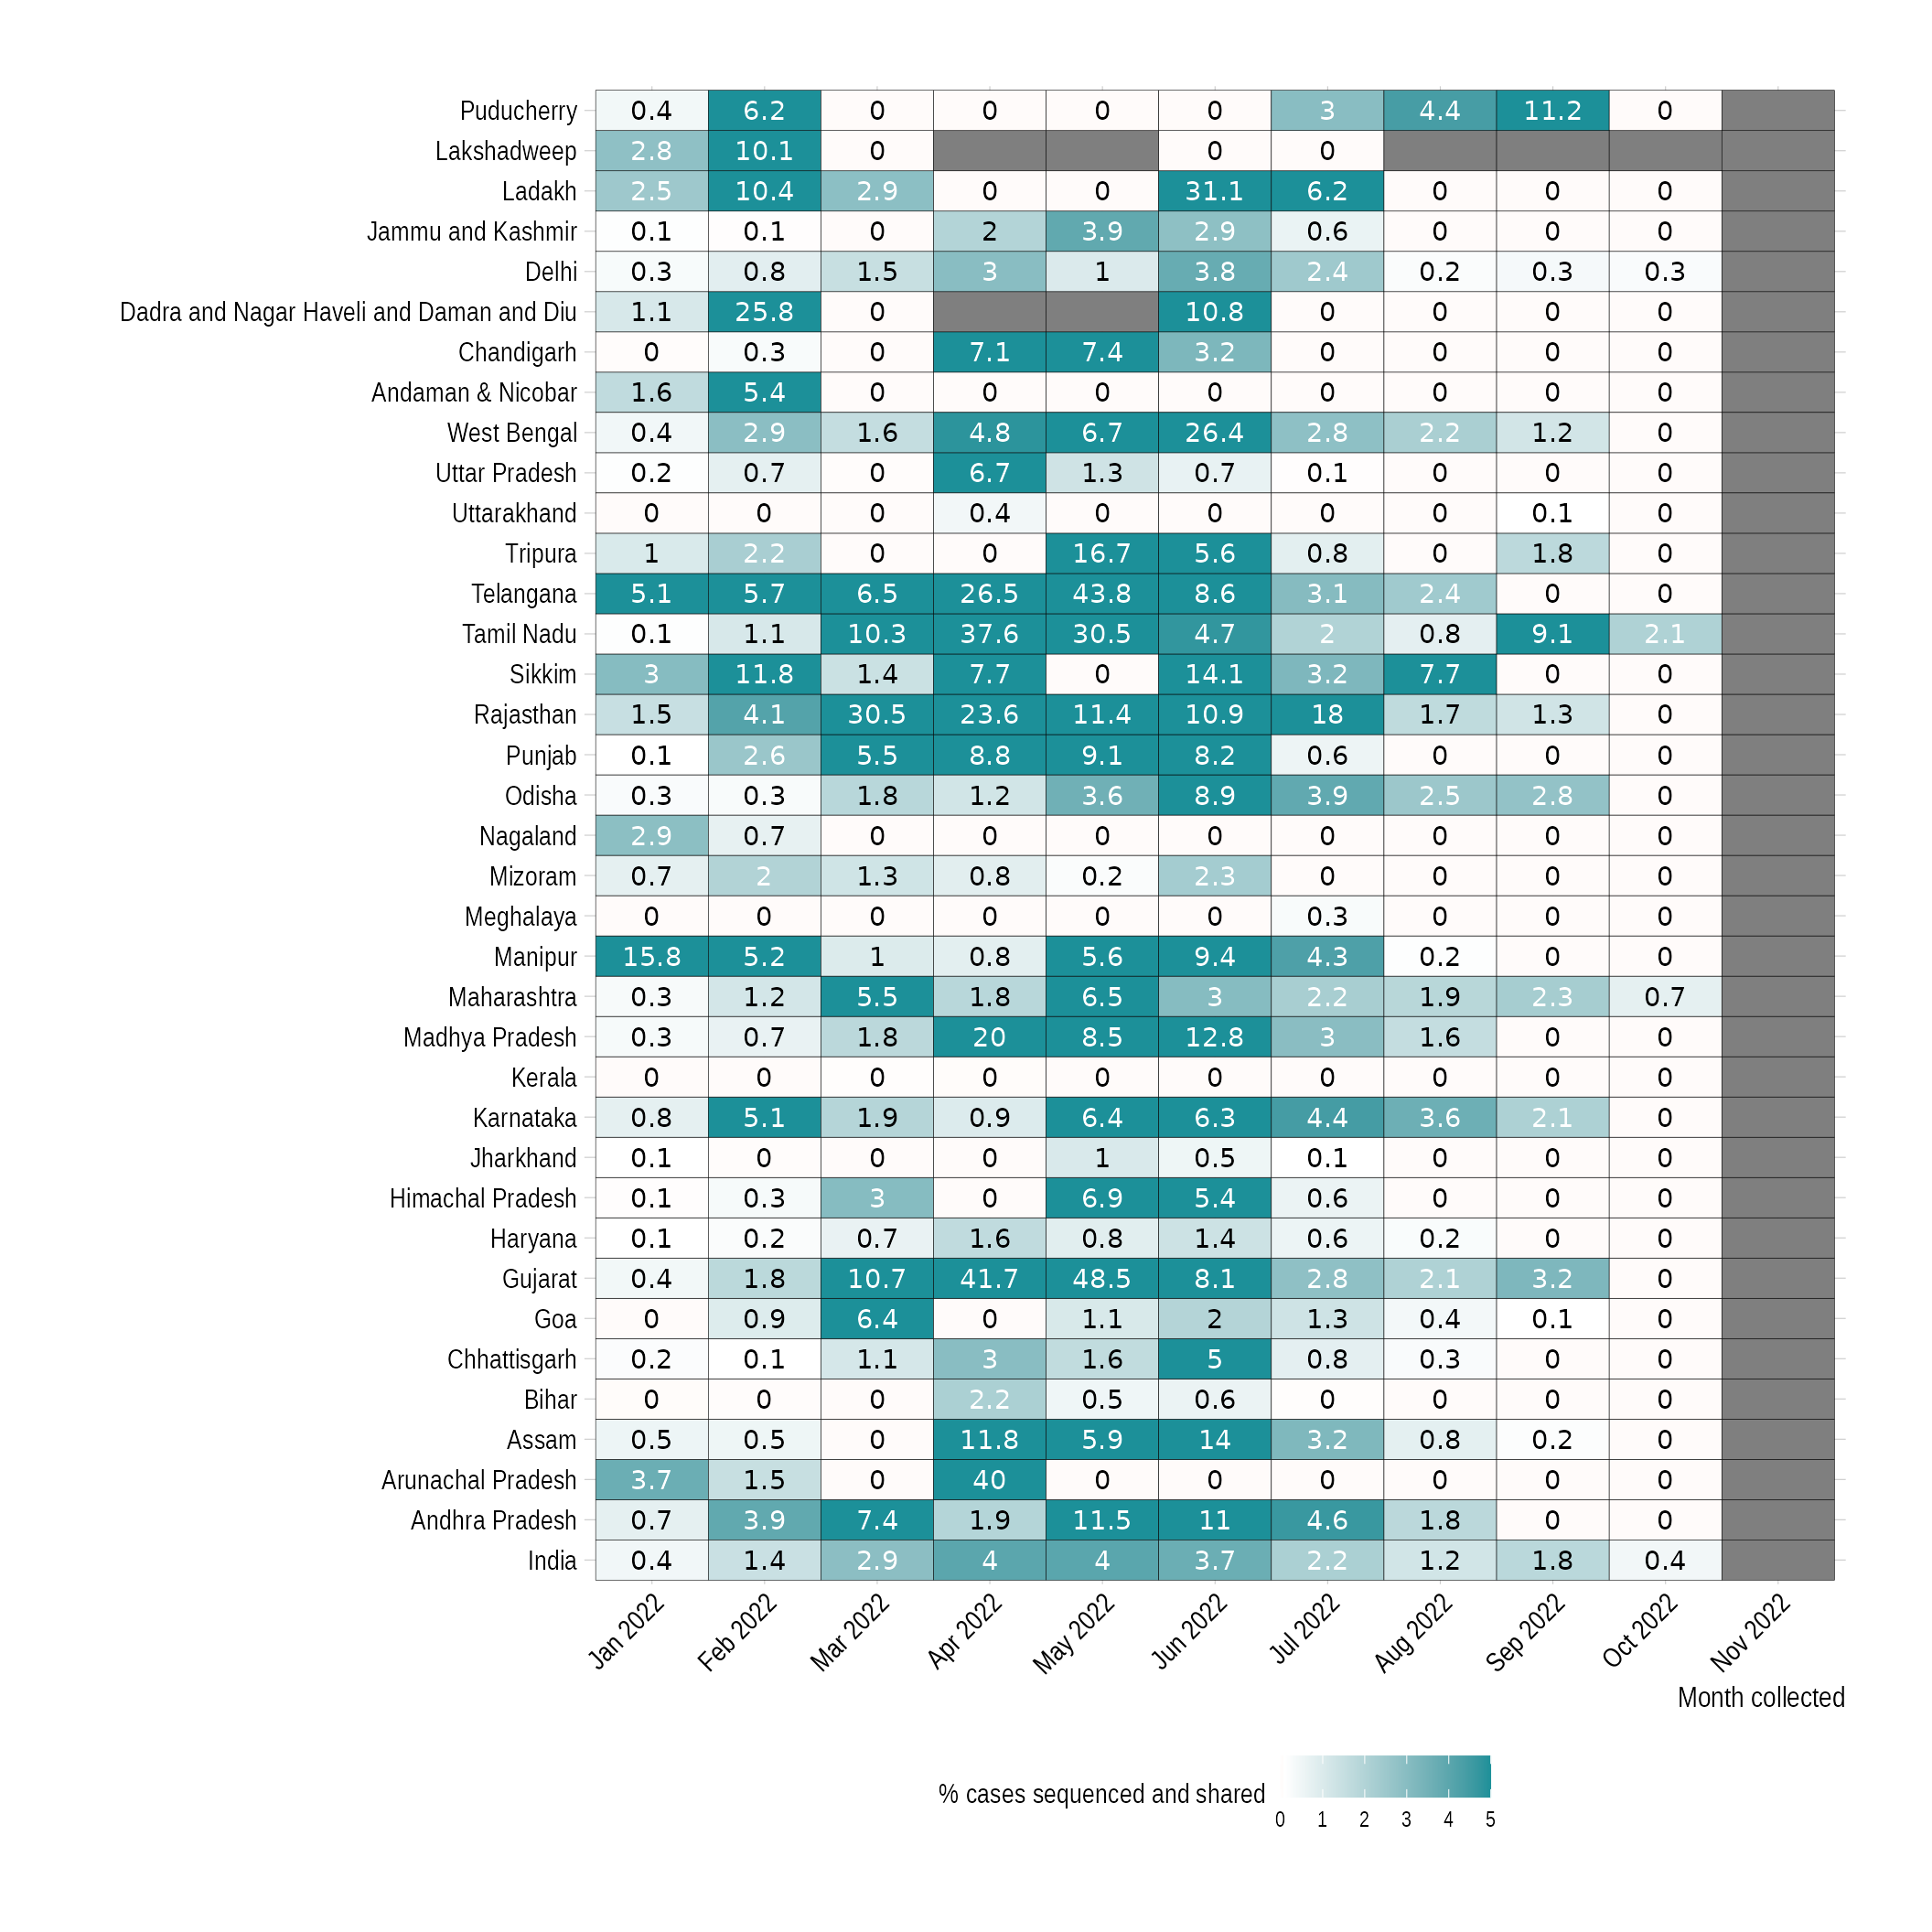 Puducherry 0.4 6.2 0 0 0 0 3 4.4 11.2 0
Lakshadweep 2.8 10.1 0 0 0
Ladakh 2.5 10.4 2.9 0 0 31.1 6.2 0 0 0
Jammu and Kashmir 0.1 0.1 0 2 3.9 2.9 0.6 0 0 0
Delhi 0.3 0.8 1.5 3 1 3.8 2.4 0.2 0.3 0.3
Dadra and Nagar Haveli and Daman and Diu 1.1 25.8 0 10.8 0 0 0 0
Chandigarh 0 0.3 0 7.1 7.4 3.2 0 0 0 0
Andaman & Nicobar 1.6 5.4 0 0 0 0 0 0 0 0
West Bengal 0.4 2.9 1.6 4.8 6.7 26.4 2.8 2.2 1.2 0
Uttar Pradesh 0.2 0.7 0 6.7 1.3 0.7 0.1 0 0 0
Uttarakhand 0 0 0 0.4 0 0 0 0 0.1 0
Tripura 1 2.2 0 0 16.7 5.6 0.8 0 1.8 0
Telangana 5.1 5.7 6.5 26.5 43.8 8.6 3.1 2.4 0 0
Tamil Nadu 0.1 1.1 10.3 37.6 30.5 4.7 2 0.8 9.1 2.1
Sikkim 3 11.8 1.4 7.7 0 14.1 3.2 7.7 0 0
Rajasthan 1.5 4.1 30.5 23.6 11.4 10.9 18 1.7 1.3 0
Punjab 0.1 2.6 5.5 8.8 9.1 8.2 0.6 0 0 0
Odisha 0.3 0.3 1.8 1.2 3.6 8.9 3.9 2.5 2.8 0
Nagaland 2.9 0.7 0 0 0 0 0 0 0 0
Mizoram 0.7 2 1.3 0.8 0.2 2.3 0 0 0 0
Meghalaya 0 0 0 0 0 0 0.3 0 0 0
Manipur 15.8 5.2 1 0.8 5.6 9.4 4.3 0.2 0 0
Maharashtra 0.3 1.2 5.5 1.8 6.5 3 2.2 1.9 2.3 0.7
Madhya Pradesh 0.3 0.7 1.8 20 8.5 12.8 3 1.6 0 0
Kerala 0 0 0 0 0 0 0 0 0 0
Karnataka 0.8 5.1 1.9 0.9 6.4 6.3 4.4 3.6 2.1 0
Jharkhand 0.1 0 0 0 1 0.5 0.1 0 0 0
Himachal Pradesh 0.1 0.3 3 0 6.9 5.4 0.6 0 0 0
Haryana 0.1 0.2 0.7 1.6 0.8 1.4 0.6 0.2 0 0
Gujarat 0.4 1.8 10.7 41.7 48.5 8.1 2.8 2.1 3.2 0
Goa 0 0.9 6.4 0 1.1 2 1.3 0.4 0.1 0
Chhattisgarh 0.2 0.1 1.1 3 1.6 5 0.8 0.3 0 0
Bihar 0 0 0 2.2 0.5 0.6 0 0 0 0
Assam 0.5 0.5 0 11.8 5.9 14 3.2 0.8 0.2 0
Arunachal Pradesh 3.7 1.5 0 40 0 0 0 0 0 0
Andhra Pradesh 0.7 3.9 7.4 1.9 11.5 11 4.6 1.8 0 0
India 0.4 1.4 2.9 4 4 3.7 2.2 1.2 1.8 0.4
Jan 2022 Feb 2022 Mar 2022 Apr 2022 May 2022 Jun 2022 Jul 2022 Aug 2022 Sep 2022 Oct 2022 Nov 2022
Month collected
% cases sequenced and shared
0 1 2 3 4 5